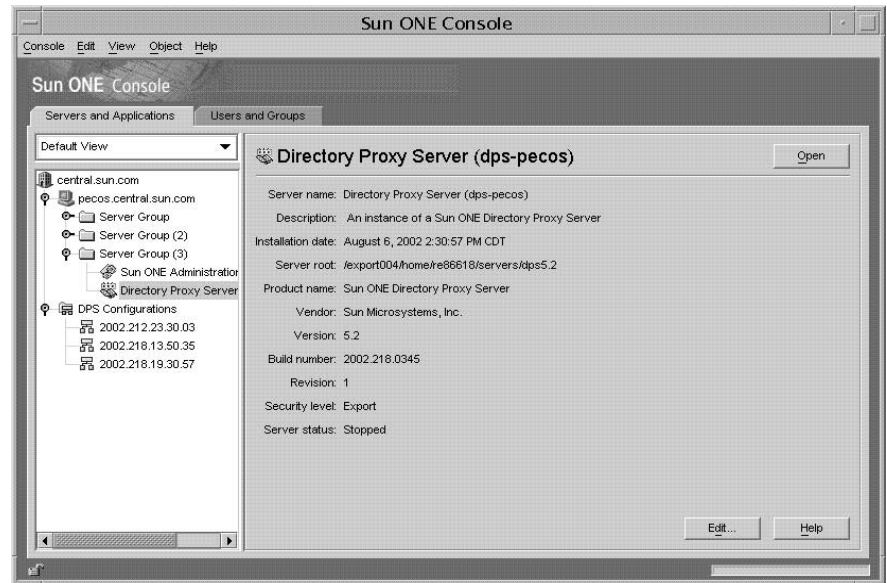 Sun ONE Console
Console Edit View Object Help
Sun ONE Console
Servers and Applications
Users and Groups
Default View
central.sun.com
pecos.central.sun.com
Server Group
Server Group (2)
Server Group (3)
Sun ONE Administration
Directory Proxy Server
DPS Configurations
2002.212.23.30.03
2002.218.13.50.35
2002.218.19.30.57
Directory Proxy Server (dps-pecos)
Open
Server name: Directory Proxy Server (dps-pecos)
Description: An instance of a Sun ONE Directory Proxy Server
Installation date: August 6, 2002 2:30:57 PM CDT
Server root: /export004/home/re86618/servers/dps5.2
Product name: Sun ONE Directory Proxy Server
Vendor: Sun Microsystems, Inc.
Version: 5.2
Build number: 2002.218.0345
Revision: 1
Security level: Export
Server status: Stopped
Edit...
Help